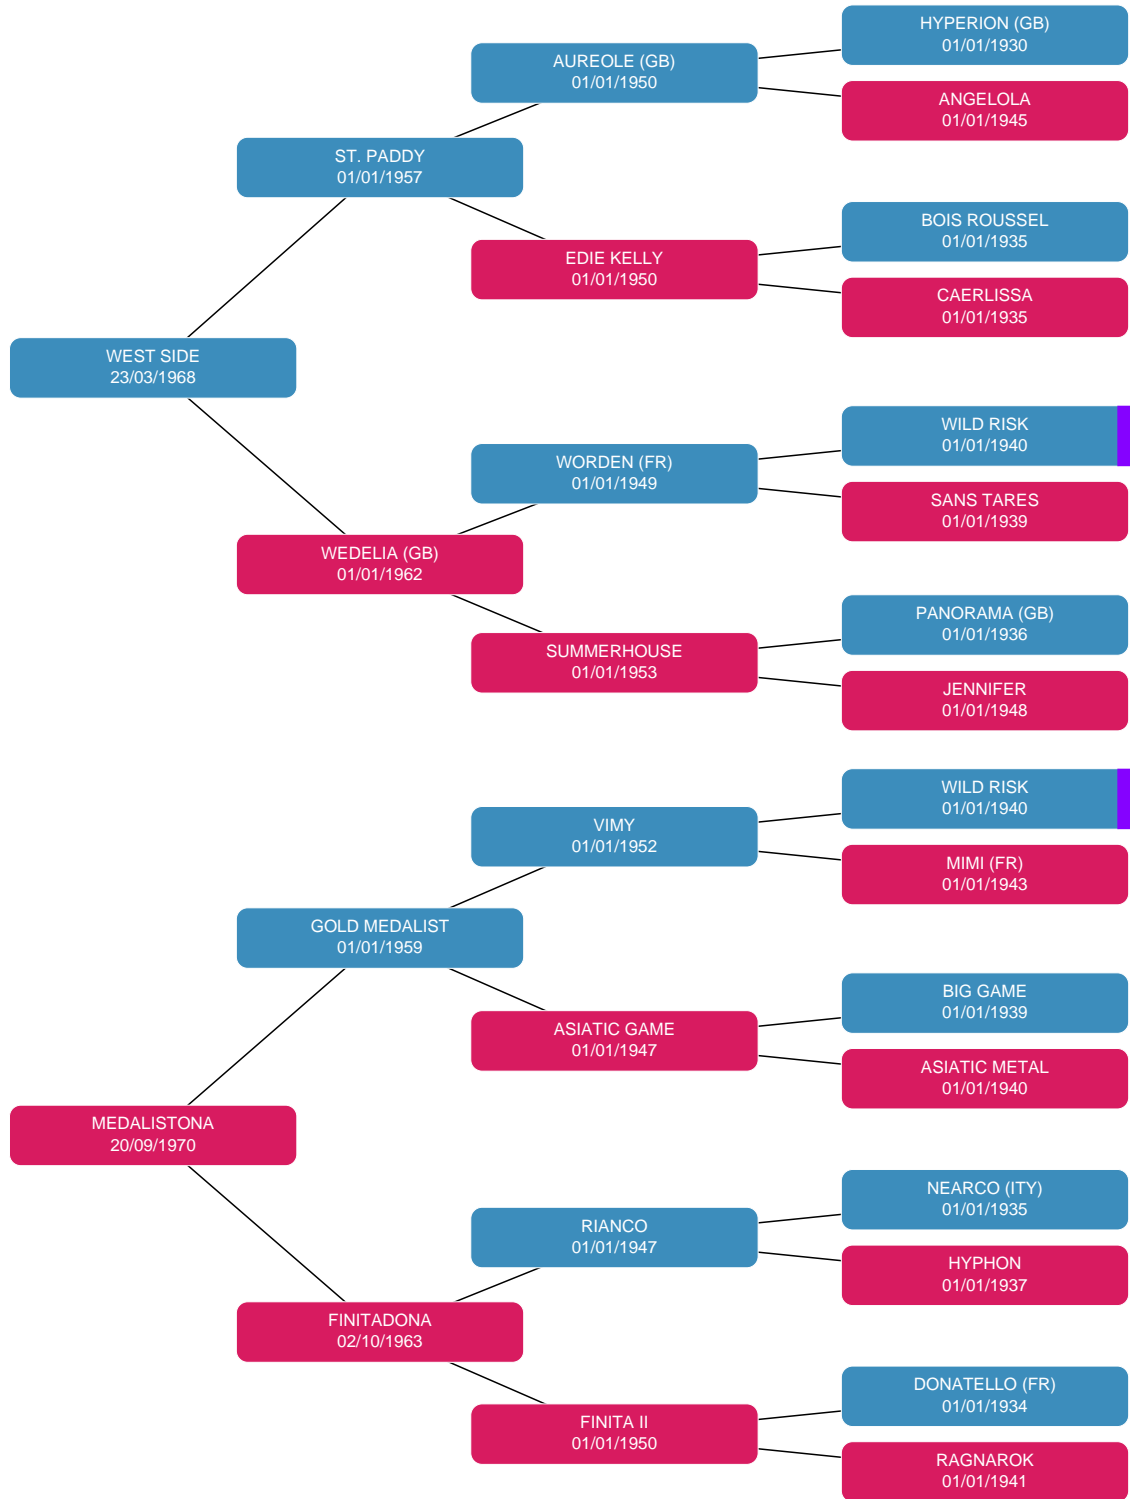 HYPERION (GB)
01/01/1930
AUREOLE (GB)
01/01/1950
ANGELOLA
01/01/1945
ST. PADDY
01/01/1957
BOIS ROUSSEL
01/01/1935
EDIE KELLY
01/01/1950
CAERLISSA
01/01/1935
WEST SIDE
23/03/1968
WILD RISK
01/01/1940
WORDEN (FR)
01/01/1949
SANS TARES
01/01/1939
WEDELIA (GB)
01/01/1962
PANORAMA (GB)
01/01/1936
SUMMERHOUSE
01/01/1953
JENNIFER
01/01/1948
WILD RISK
01/01/1940
VIMY
01/01/1952
MIMI (FR)
01/01/1943
GOLD MEDALIST
01/01/1959
BIG GAME
01/01/1939
ASIATIC GAME
01/01/1947
ASIATIC METAL
01/01/1940
MEDALISTONA
20/09/1970
NEARCO (ITY)
01/01/1935
RIANCO
01/01/1947
HYPHON
01/01/1937
FINITADONA
02/10/1963
DONATELLO (FR)
01/01/1934
FINITA II
01/01/1950
RAGNAROK
01/01/1941